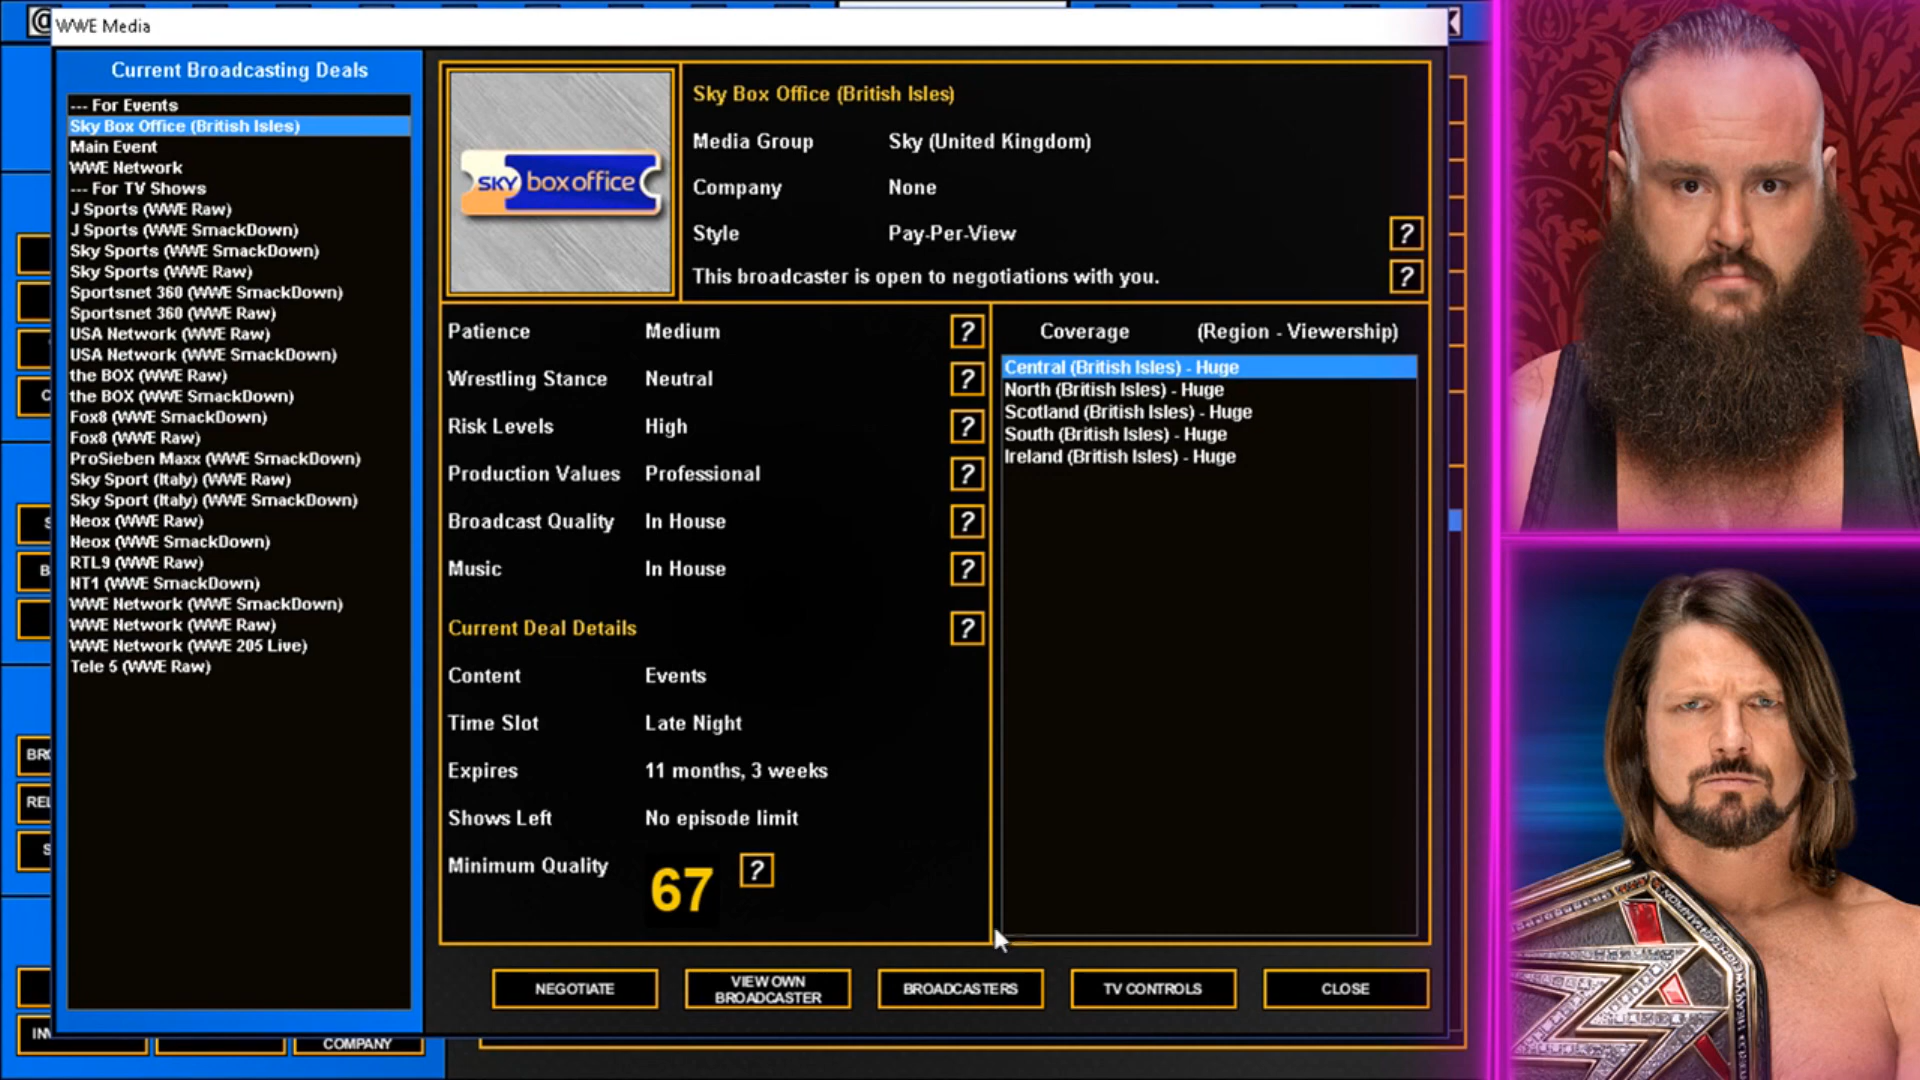 WWE Media
Current Broadcasting Deals
--- For Events
Sky Box Office (British Isles)
Main Event
WWE Network
--- For TV Shows
J Sports (WWE Raw)
J Sports (WWE SmackDown)
Sky Sports (WWE SmackDown)
Sky Sports (WWE Raw)
Sportsnet 360 (WWE SmackDown)
Sportsnet 360 (WWE Raw)
USA Network (WWE Raw)
USA Network (WWE SmackDown)
the BOX (WWE Raw)
the BOX (WWE SmackDown)
Fox8 (WWE SmackDown)
Fox8 (WWE Raw)
ProSieben Maxx (WWE SmackDown)
Sky Sport (Italy) (WWE Raw)
Sky Sport (Italy) (WWE SmackDown)
Neox (WWE Raw)
Neox (WWE SmackDown)
RTL9 (WWE Raw)
NT1 (WWE SmackDown)
WWE Network (WWE SmackDown)
WWE Network (WWE Raw)
WWE Network (WWE 205 Live)
Tele 5 (WWE Raw)
sky box office
Sky Box Office (British Isles)
Media Group Sky (United Kingdom)
Company None
Style Pay-Per-View ?
This broadcaster is open to negotiations with you. ?
Patience Medium ?
Wrestling Stance Neutral ?
Risk Levels High ?
Production Values Professional ?
Broadcast Quality In House ?
Music In House ?
Current Deal Details ?
Content Events
Time Slot Late Night
Expires 11 months, 3 weeks
Shows Left No episode limit
Minimum Quality 67 ?
Coverage (Region - Viewership)
Central (British Isles) - Huge
North (British Isles) - Huge
Scotland (British Isles) - Huge
South (British Isles) - Huge
Ireland (British Isles) - Huge
NEGOTIATE
VIEW OWN
BROADCASTER
BROADCASTERS
TV CONTROLS
CLOSE
COMPANY